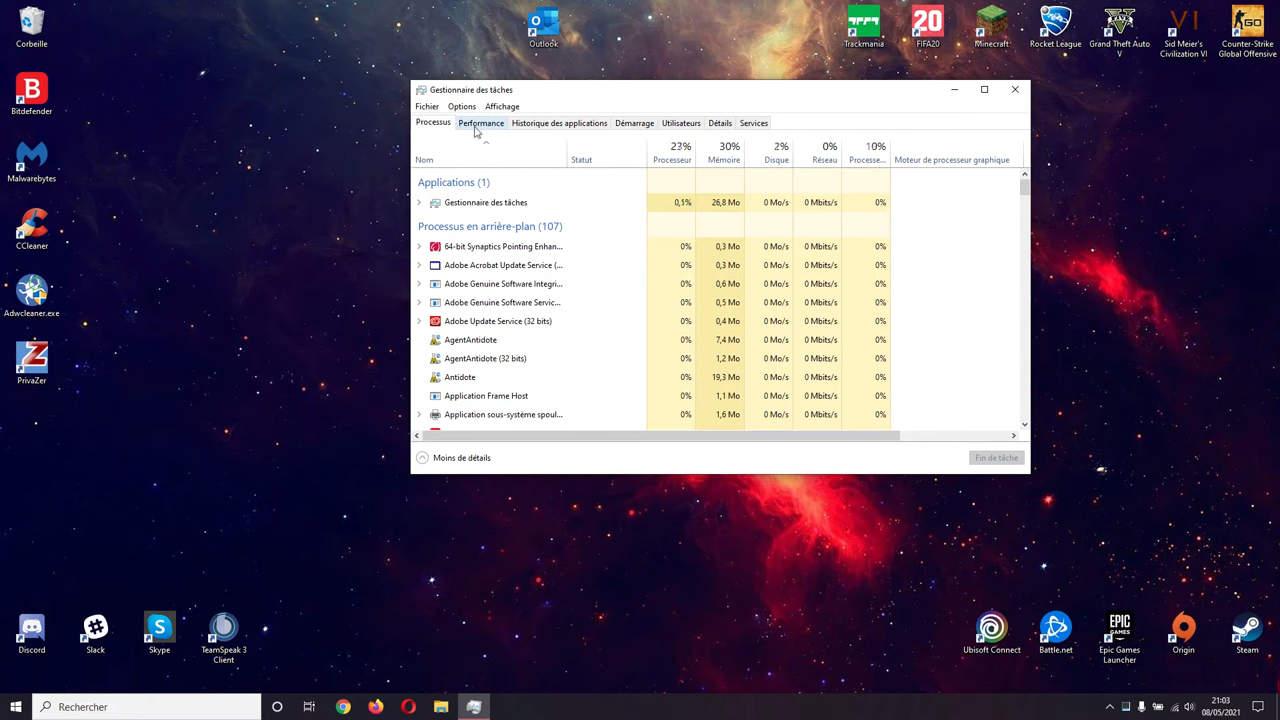 Corbeille
Outlook
Trackmania
FIFA20
Minecraft
Rocket League
Grand Theft Auto V
Sid Meier's Civilization VI
Counter-Strike Global Offensive
Bitdefender
Malwarebytes
CCleaner
Adwcleaner.exe
PrivaZer
Gestionnaire des tâches
Fichier Options Affichage
Processus Performance Historique des applications Démarrage Utilisateurs Détails Services
23% 30% 2% 0% 10%
Nom Statut Processeur Mémoire Disque Réseau Processe... Moteur de processeur graphique
Applications (1)
Gestionnaire des tâches 0,1% 26,8 Mo 0 Mo/s 0 Mbits/s 0%
Processus en arrière-plan (107)
64-bit Synaptics Pointing Enhan... 0% 0,3 Mo 0 Mo/s 0 Mbits/s 0%
Adobe Acrobat Update Service (... 0% 0,3 Mo 0 Mo/s 0 Mbits/s 0%
Adobe Genuine Software Integri... 0% 0,6 Mo 0 Mo/s 0 Mbits/s 0%
Adobe Genuine Software Servic... 0% 0,5 Mo 0 Mo/s 0 Mbits/s 0%
Adobe Update Service (32 bits) 0% 0,4 Mo 0 Mo/s 0 Mbits/s 0%
AgentAntidote 0% 7,4 Mo 0 Mo/s 0 Mbits/s 0%
AgentAntidote (32 bits) 0% 1,2 Mo 0 Mo/s 0 Mbits/s 0%
Antidote 0% 19,3 Mo 0 Mo/s 0 Mbits/s 0%
Application Frame Host 0% 1,1 Mo 0 Mo/s 0 Mbits/s 0%
Application sous-système spoul... 0% 1,6 Mo 0 Mo/s 0 Mbits/s 0%
Moins de détails
Fin de tâche
Discord
Slack
Skype
TeamSpeak 3 Client
Ubisoft Connect
Battle.net
Epic Games Launcher
Origin
Steam
Rechercher
21:03
08/05/2021